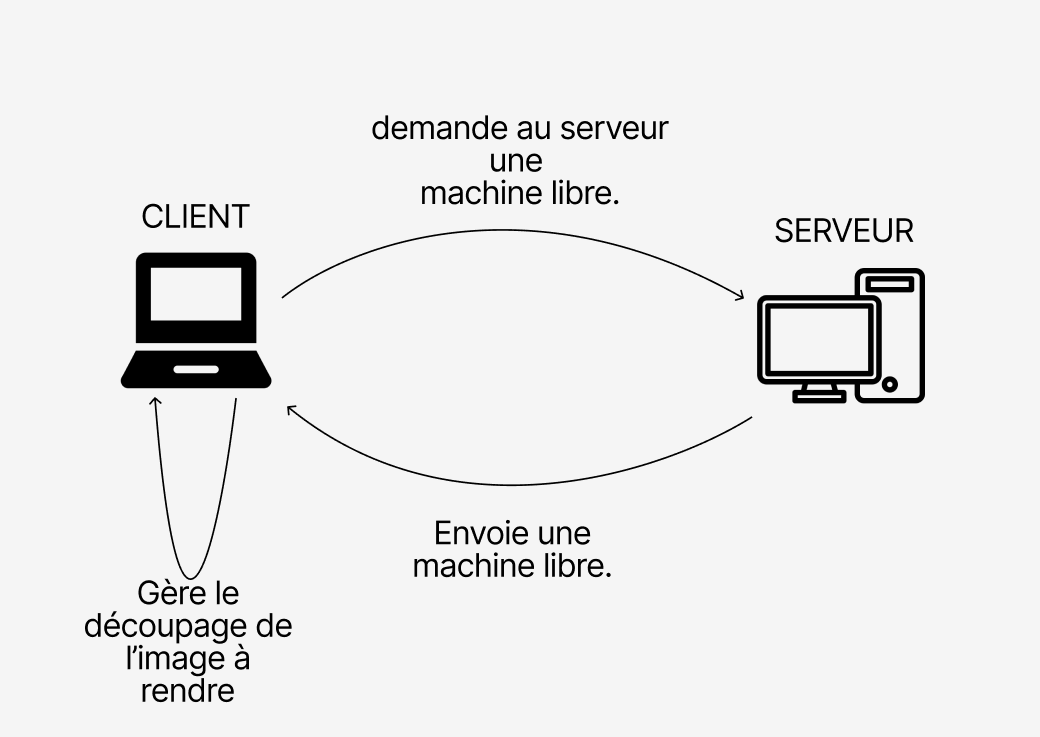 demande au serveur
une
machine libre.
CLIENT
SERVEUR
Envoie une
machine libre.
Gère le
découpage de
l’image à
rendre